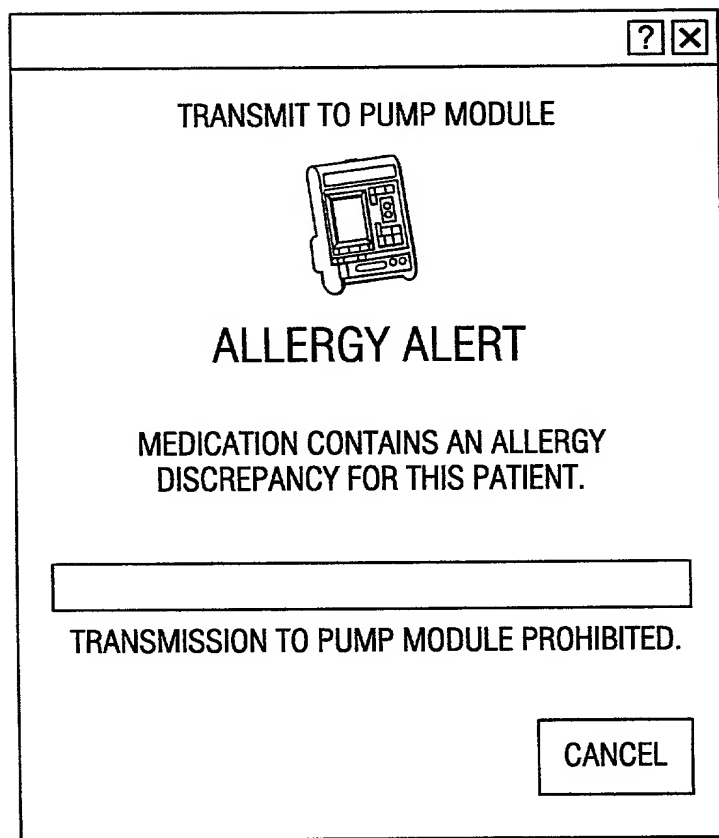 ?
TRANSMIT TO PUMP MODULE
ALLERGY ALERT
MEDICATION CONTAINS AN ALLERGY
DISCREPANCY FOR THIS PATIENT.
TRANSMISSION TO PUMP MODULE PROHIBITED.
CANCEL